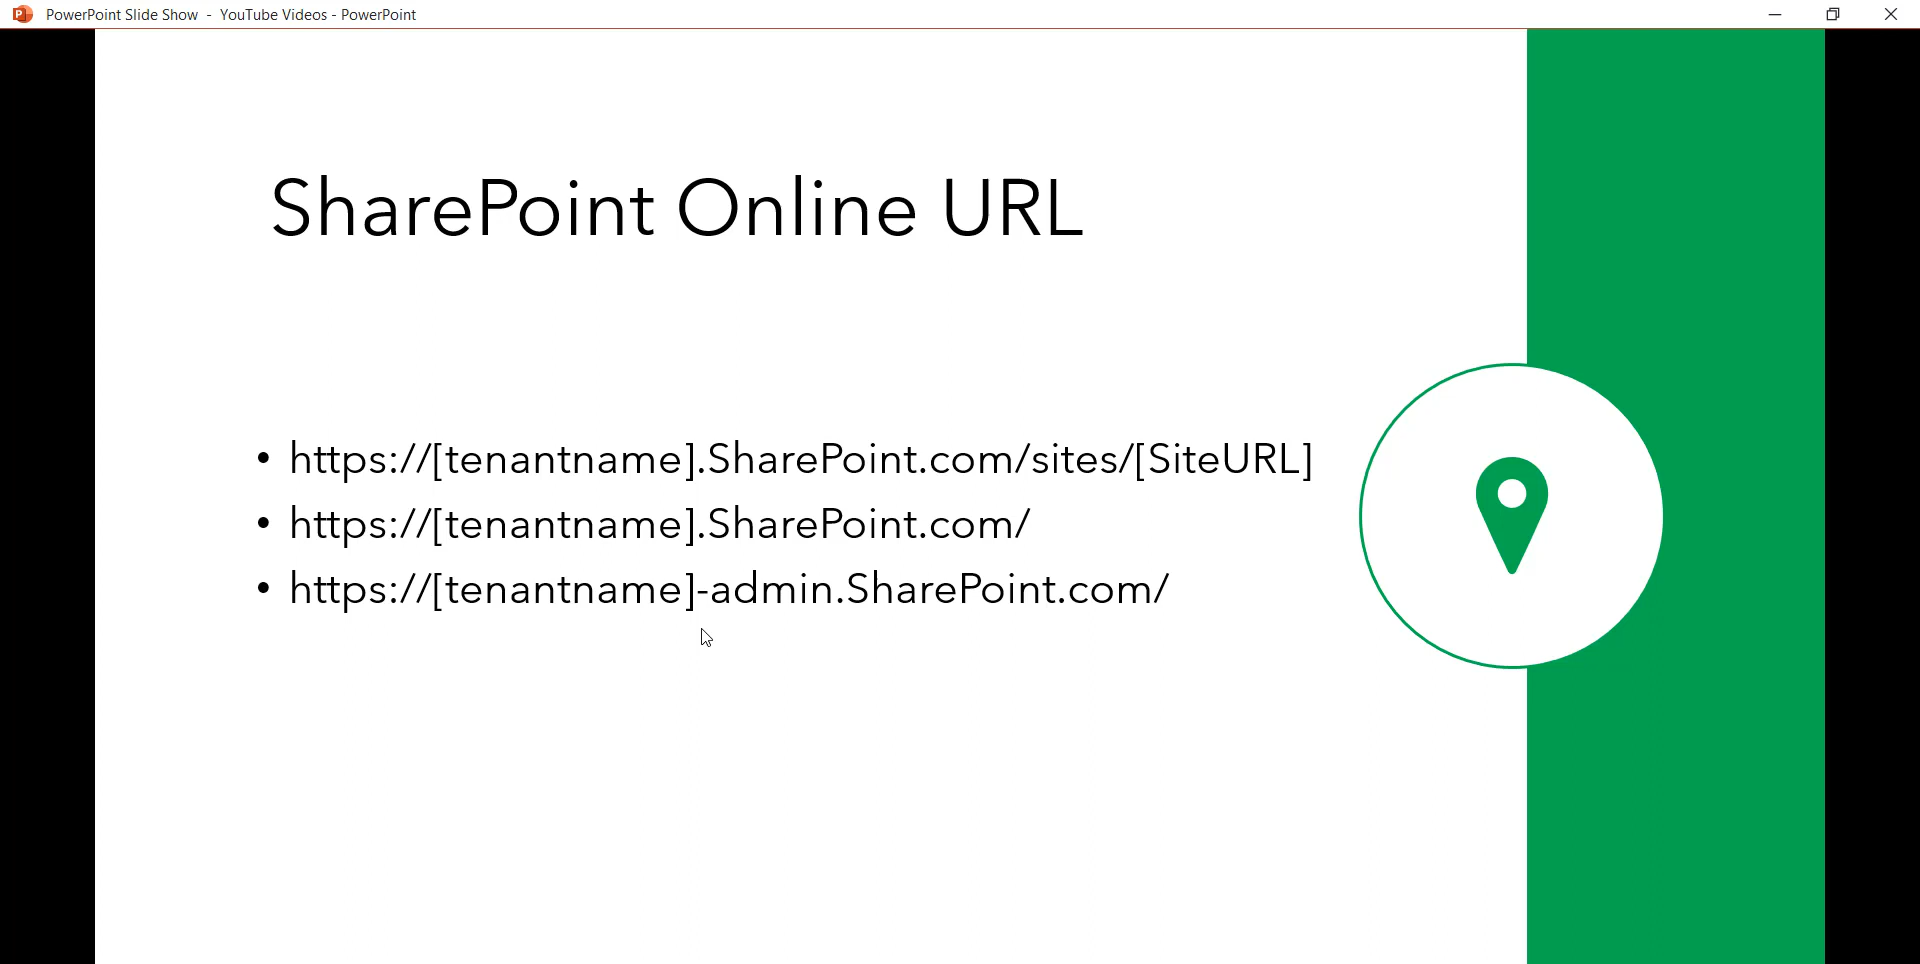 PowerPoint Slide Show - YouTube Videos - PowerPoint
SharePoint Online URL
• https://[tenantname].SharePoint.com/sites/[SiteURL]
• https://[tenantname].SharePoint.com/
• https://[tenantname]-admin.SharePoint.com/